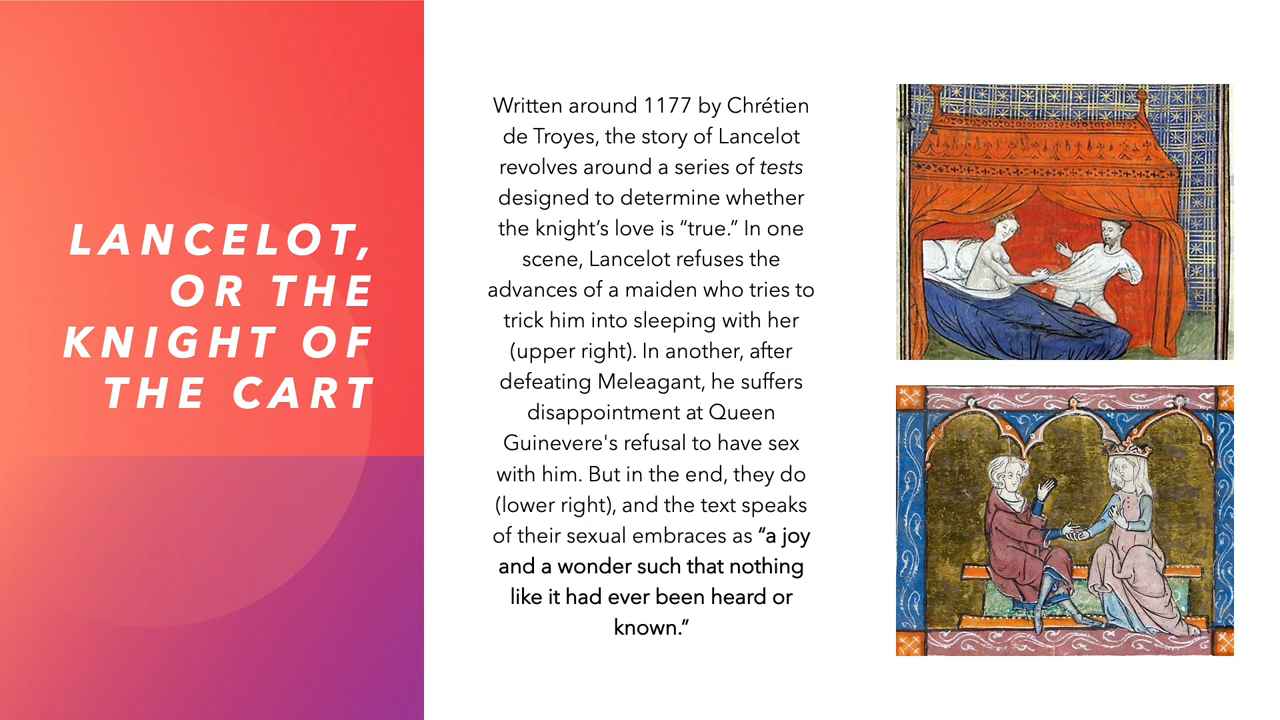 LANCELOT,
OR THE
KNIGHT OF
THE CART
Written around 1177 by Chrétien
de Troyes, the story of Lancelot
revolves around a series of tests
designed to determine whether
the knight’s love is “true.” In one
scene, Lancelot refuses the
advances of a maiden who tries to
trick him into sleeping with her
(upper right). In another, after
defeating Meleagant, he suffers
disappointment at Queen
Guinevere's refusal to have sex
with him. But in the end, they do
(lower right), and the text speaks
of their sexual embraces as “a joy
and a wonder such that nothing
like it had ever been heard or
known.”